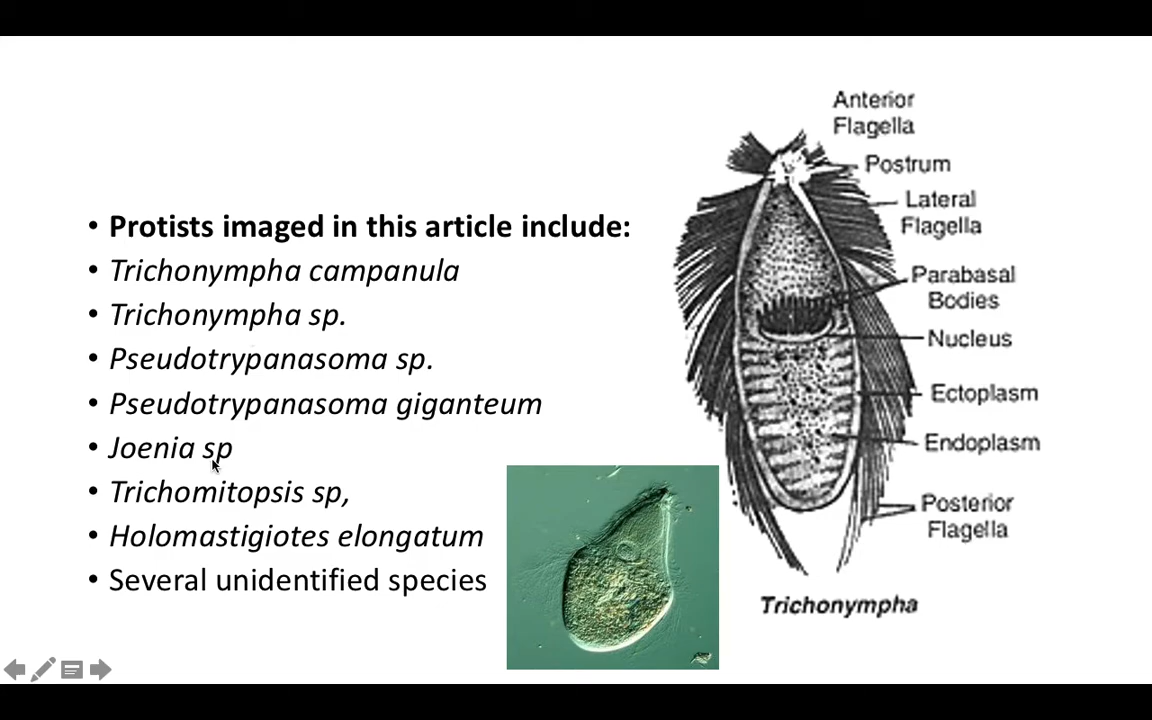 • Protists imaged in this article include:
• Trichonympha campanula
• Trichonympha sp.
• Pseudotrypanasoma sp.
• Pseudotrypanasoma giganteum
• Joenia sp
• Trichomitopsis sp,
• Holomastigiotes elongatum
• Several unidentified species
Anterior
Flagella
Postrum
Lateral
Flagella
Parabasal
Bodies
Nucleus
Ectoplasm
Endoplasm
Posterior
Flagella
Trichonympha